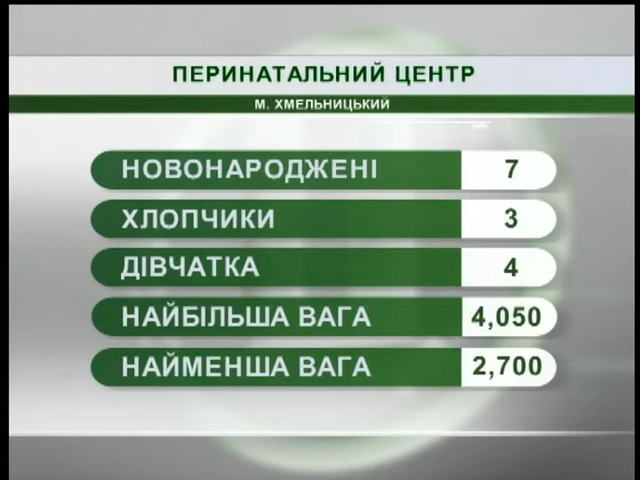 ПЕРИНАТАЛЬНИЙ ЦЕНТР
М. ХМЕЛЬНИЦЬКИЙ
НОВОНАРОДЖЕНІ 7
ХЛОПЧИКИ 3
ДІВЧАТКА 4
НАЙБІЛЬША ВАГА 4,050
НАЙМЕНША ВАГА 2,700